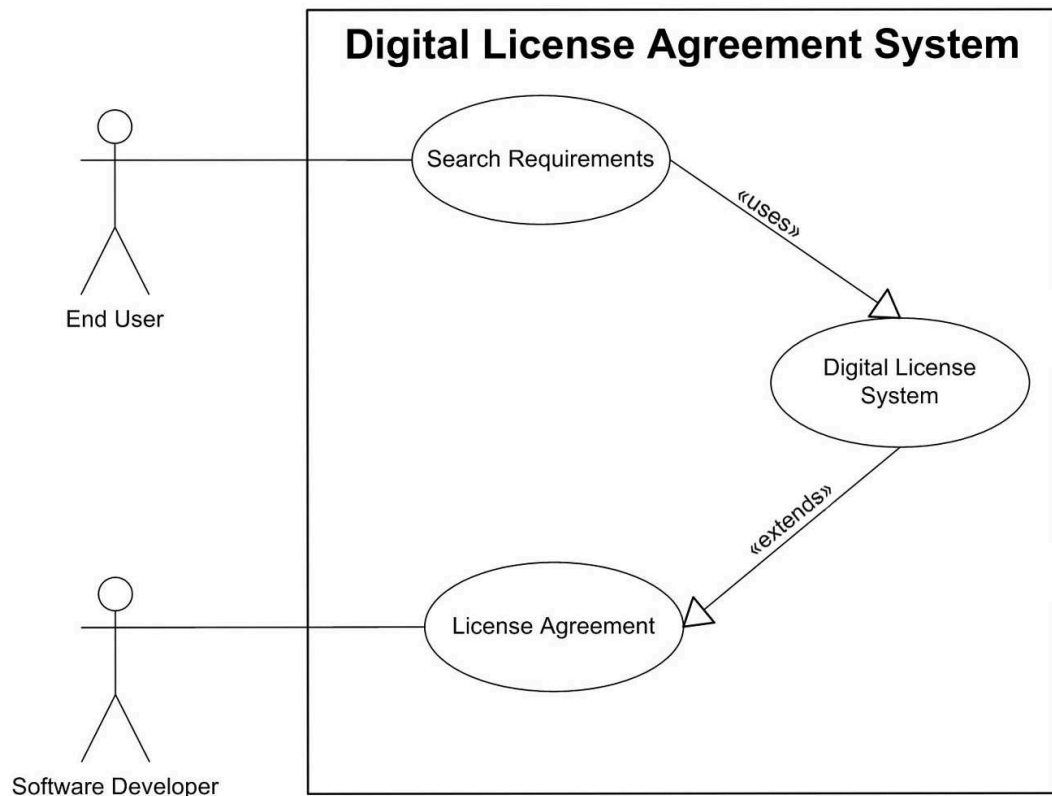 Digital License Agreement System
Search Requirements
«uses»
End User
Digital License
System
«extends»
License Agreement
Software Developer